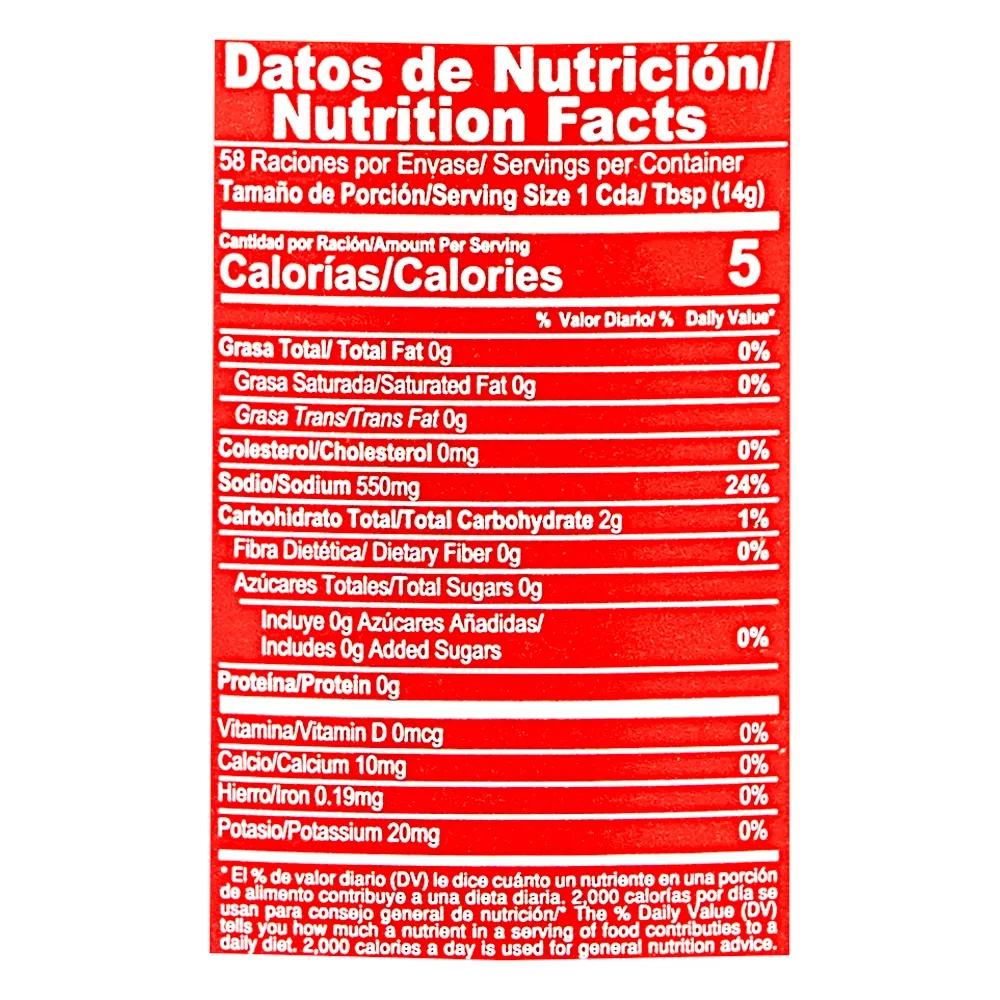 Datos de Nutrición/
Nutrition Facts
58 Raciones por Envase/ Servings per Container
Tamaño de Porción/Serving Size 1 Cda/ Tbsp (14g)
Cantidad por Ración/Amount Per Serving
Calorías/Calories 5
% Valor Diario/ % Daily Value*
Grasa Total/ Total Fat 0g 0%
Grasa Saturada/Saturated Fat 0g 0%
Grasa Trans/Trans Fat 0g
Colesterol/Cholesterol 0mg 0%
Sodio/Sodium 550mg 24%
Carbohidrato Total/Total Carbohydrate 2g 1%
Fibra Dietética/ Dietary Fiber 0g 0%
Azúcares Totales/Total Sugars 0g
Incluye 0g Azúcares Añadidas/
Includes 0g Added Sugars 0%
Proteína/Protein 0g
Vitamina/Vitamin D 0mcg 0%
Calcio/Calcium 10mg 0%
Hierro/Iron 0.19mg 0%
Potasio/Potassium 20mg 0%
* El % de valor diario (DV) le dice cuánto un nutriente en una porción
de alimento contribuye a una dieta diaria. 2,000 calorías por día se
usan para consejo general de nutrición/* The % Daily Value (DV)
tells you how much a nutrient in a serving of food contributies to a
daily diet. 2,000 calories a day is used for general nutrition advice.